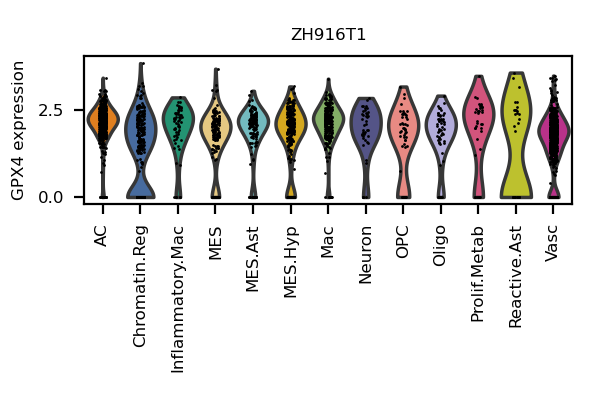 ZH916T1
GPX4 expression
2.5
0.0
AC
Chromatin.Reg
Inflammatory.Mac
MES
MES.Ast
MES.Hyp
Mac
Neuron
OPC
Oligo
Prolif.Metab
Reactive.Ast
Vasc